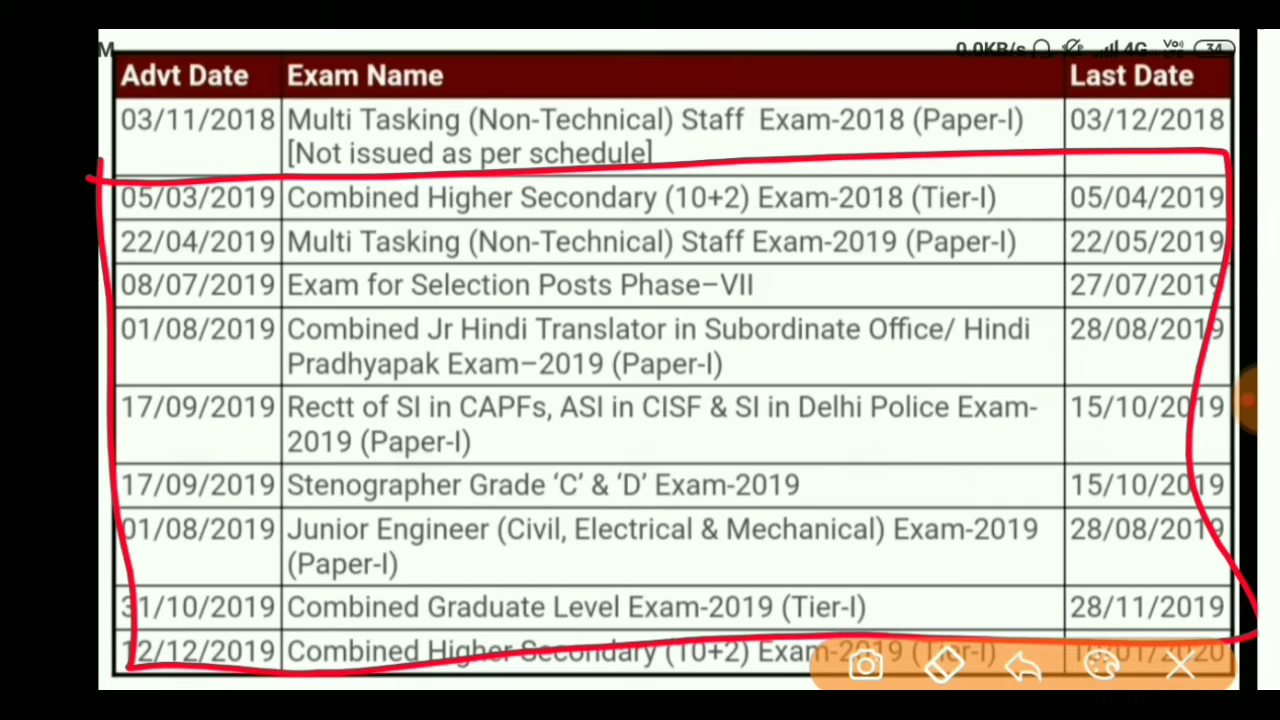 M 0.0KB/s 4G Vo)) LTE 34
Advt Date Exam Name Last Date
03/11/2018 Multi Tasking (Non-Technical) Staff Exam-2018 (Paper-I) 03/12/2018
[Not issued as per schedule]
05/03/2019 Combined Higher Secondary (10+2) Exam-2018 (Tier-I) 05/04/2019
22/04/2019 Multi Tasking (Non-Technical) Staff Exam-2019 (Paper-I) 22/05/2019
08/07/2019 Exam for Selection Posts Phase–VII 27/07/2019
01/08/2019 Combined Jr Hindi Translator in Subordinate Office/ Hindi 28/08/2019
Pradhyapak Exam–2019 (Paper-I)
17/09/2019 Rectt of SI in CAPFs, ASI in CISF & SI in Delhi Police Exam- 15/10/2019
2019 (Paper-I)
17/09/2019 Stenographer Grade ‘C’ & ‘D’ Exam-2019 15/10/2019
01/08/2019 Junior Engineer (Civil, Electrical & Mechanical) Exam-2019 28/08/2019
(Paper-I)
31/10/2019 Combined Graduate Level Exam-2019 (Tier-I) 28/11/2019
12/12/2019 Combined Higher Secondary (10+2) Exam-2019 (Tier-I)